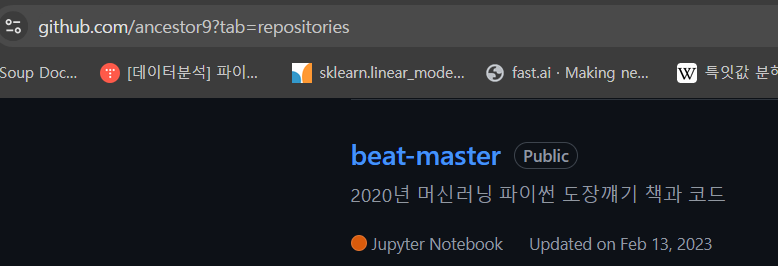 github.com/ancestor9?tab=repositories
Soup Doc... [데이터분석] 파이... sklearn.linear_mode... fast.ai · Making ne... W 특잇값 분해
beat-master Public
2020년 머신러닝 파이썬 도장깨기 책과 코드
Jupyter Notebook Updated on Feb 13, 2023